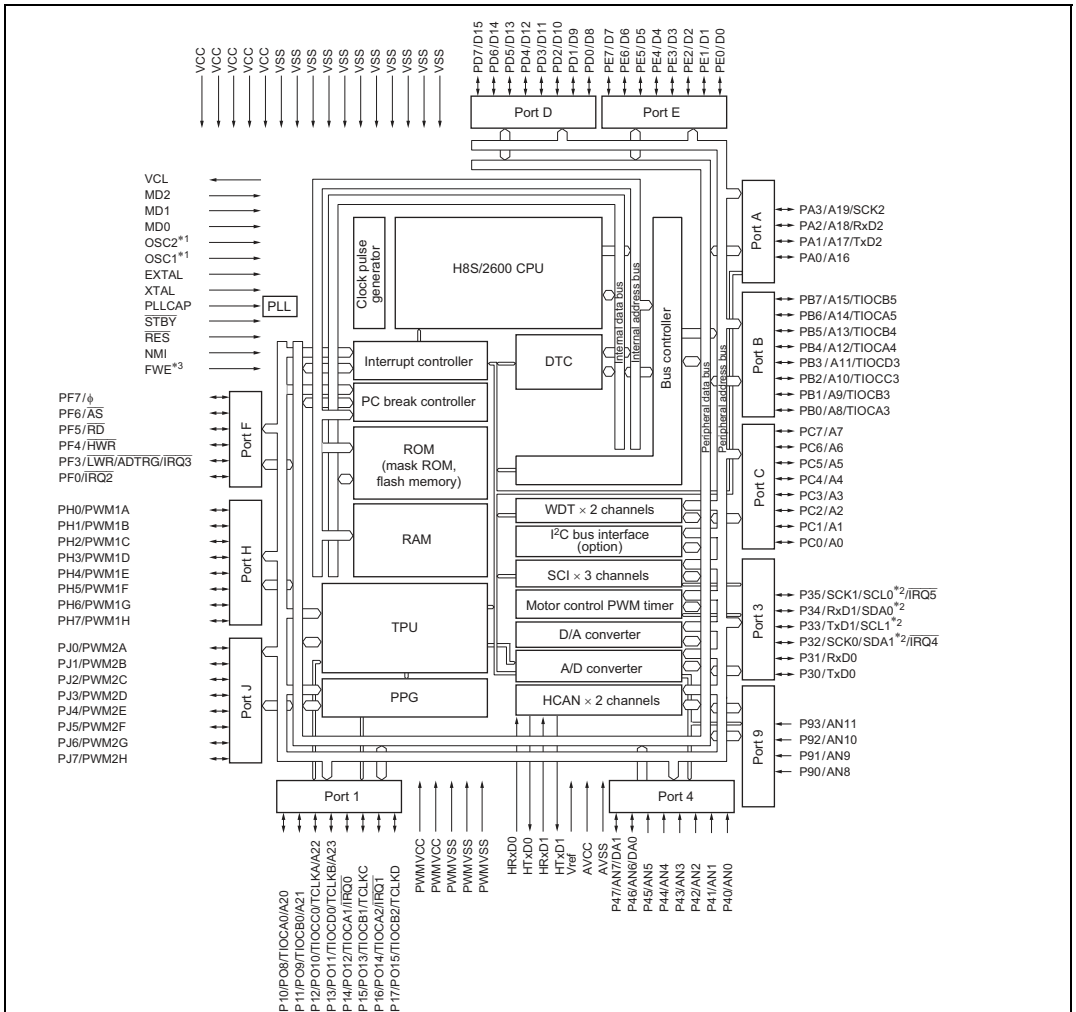 VCC
VCC
VCC
VCC
VCC
VSS
VSS
VSS
VSS
VSS
VSS
VSS
VSS
VSS
VSS
VSS
PD7/D15
PD6/D14
PD5/D13
PD4/D12
PD3/D11
PD2/D10
PD1/D9
PD0/D8
PE7/D7
PE6/D6
PE5/D5
PE4/D4
PE3/D3
PE2/D2
PE1/D1
PE0/D0
Port D
Port E
VCL
MD2
MD1
MD0
OSC2*1
OSC1*1
EXTAL
XTAL
PLLCAP
STBY
RES
NMI
FWE*3
PLL
Clock pulse generator
H8S/2600 CPU
Internal data bus
Internal address bus
Bus controller
Peripheral data bus
Peripheral address bus
Port A
PA3/A19/SCK2
PA2/A18/RxD2
PA1/A17/TxD2
PA0/A16
Interrupt controller
DTC
PC break controller
ROM
(mask ROM,
flash memory)
RAM
Port B
PB7/A15/TIOCB5
PB6/A14/TIOCA5
PB5/A13/TIOCB4
PB4/A12/TIOCA4
PB3/A11/TIOCD3
PB2/A10/TIOCC3
PB1/A9/TIOCB3
PB0/A8/TIOCA3
PF7/ϕ
PF6/AS
PF5/RD
PF4/HWR
PF3/LWR/ADTRG/IRQ3
PF0/IRQ2
Port F
Port C
PC7/A7
PC6/A6
PC5/A5
PC4/A4
PC3/A3
PC2/A2
PC1/A1
PC0/A0
PH0/PWM1A
PH1/PWM1B
PH2/PWM1C
PH3/PWM1D
PH4/PWM1E
PH5/PWM1F
PH6/PWM1G
PH7/PWM1H
Port H
WDT × 2 channels
I2C bus interface
(option)
SCI × 3 channels
Motor control PWM timer
D/A converter
A/D converter
HCAN × 2 channels
TPU
PPG
Port 3
P35/SCK1/SCL0*2/IRQ5
P34/RxD1/SDA0*2
P33/TxD1/SCL1*2
P32/SCK0/SDA1*2/IRQ4
P31/RxD0
P30/TxD0
PJ0/PWM2A
PJ1/PWM2B
PJ2/PWM2C
PJ3/PWM2D
PJ4/PWM2E
PJ5/PWM2F
PJ6/PWM2G
PJ7/PWM2H
Port J
Port 9
P93/AN11
P92/AN10
P91/AN9
P90/AN8
Port 1
Port 4
P10/PO8/TIOCA0/A20
P11/PO9/TIOCB0/A21
P12/PO10/TIOCC0/TCLKA/A22
P13/PO11/TIOCD0/TCLKB/A23
P14/PO12/TIOCA1/IRQ0
P15/PO13/TIOCB1/TCLKC
P16/PO14/TIOCA2/IRQ1
P17/PO15/TIOCB2/TCLKD
PWMVCC
PWMVCC
PWMVSS
PWMVSS
PWMVSS
HRxD0
HTxD0
HRxD1
HTxD1
Vref
AVCC
AVSS
P47/AN7/DA1
P46/AN6/DA0
P45/AN5
P44/AN4
P43/AN3
P42/AN2
P41/AN1
P40/AN0